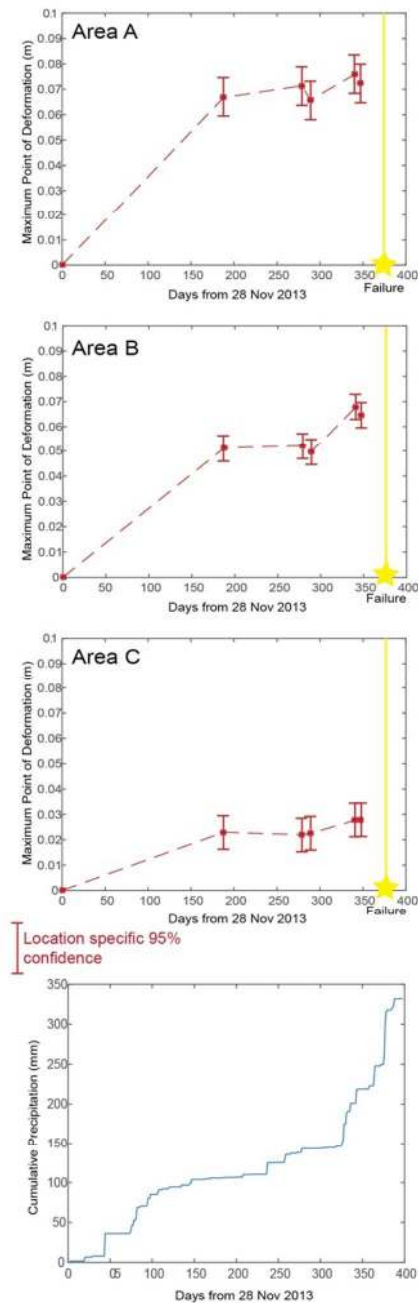 Area A
Maximum Point of Deformation (m)
0.1
0.09
0.08
0.07
0.06
0.05
0.04
0.03
0.02
0.01
0
0 50 100 150 200 250 300 350 400
Failure
Days from 28 Nov 2013
Area B
Maximum Point of Deformation (m)
0.1
0.09
0.08
0.07
0.06
0.05
0.04
0.03
0.02
0.01
0
0 50 100 150 200 250 300 350 400
Failure
Days from 28 Nov 2013
Area C
Maximum Point of Deformation (m)
0.1
0.09
0.08
0.07
0.06
0.05
0.04
0.03
0.02
0.01
0
0 50 100 150 200 250 300 350 400
Failure
Days from 28 Nov 2013
Location specific 95%
confidence
Cumulative Precipitation (mm)
350
300
250
200
150
100
50
0
0 05 100 150 200 250 300 350 400
Days from 28 Nov 2013